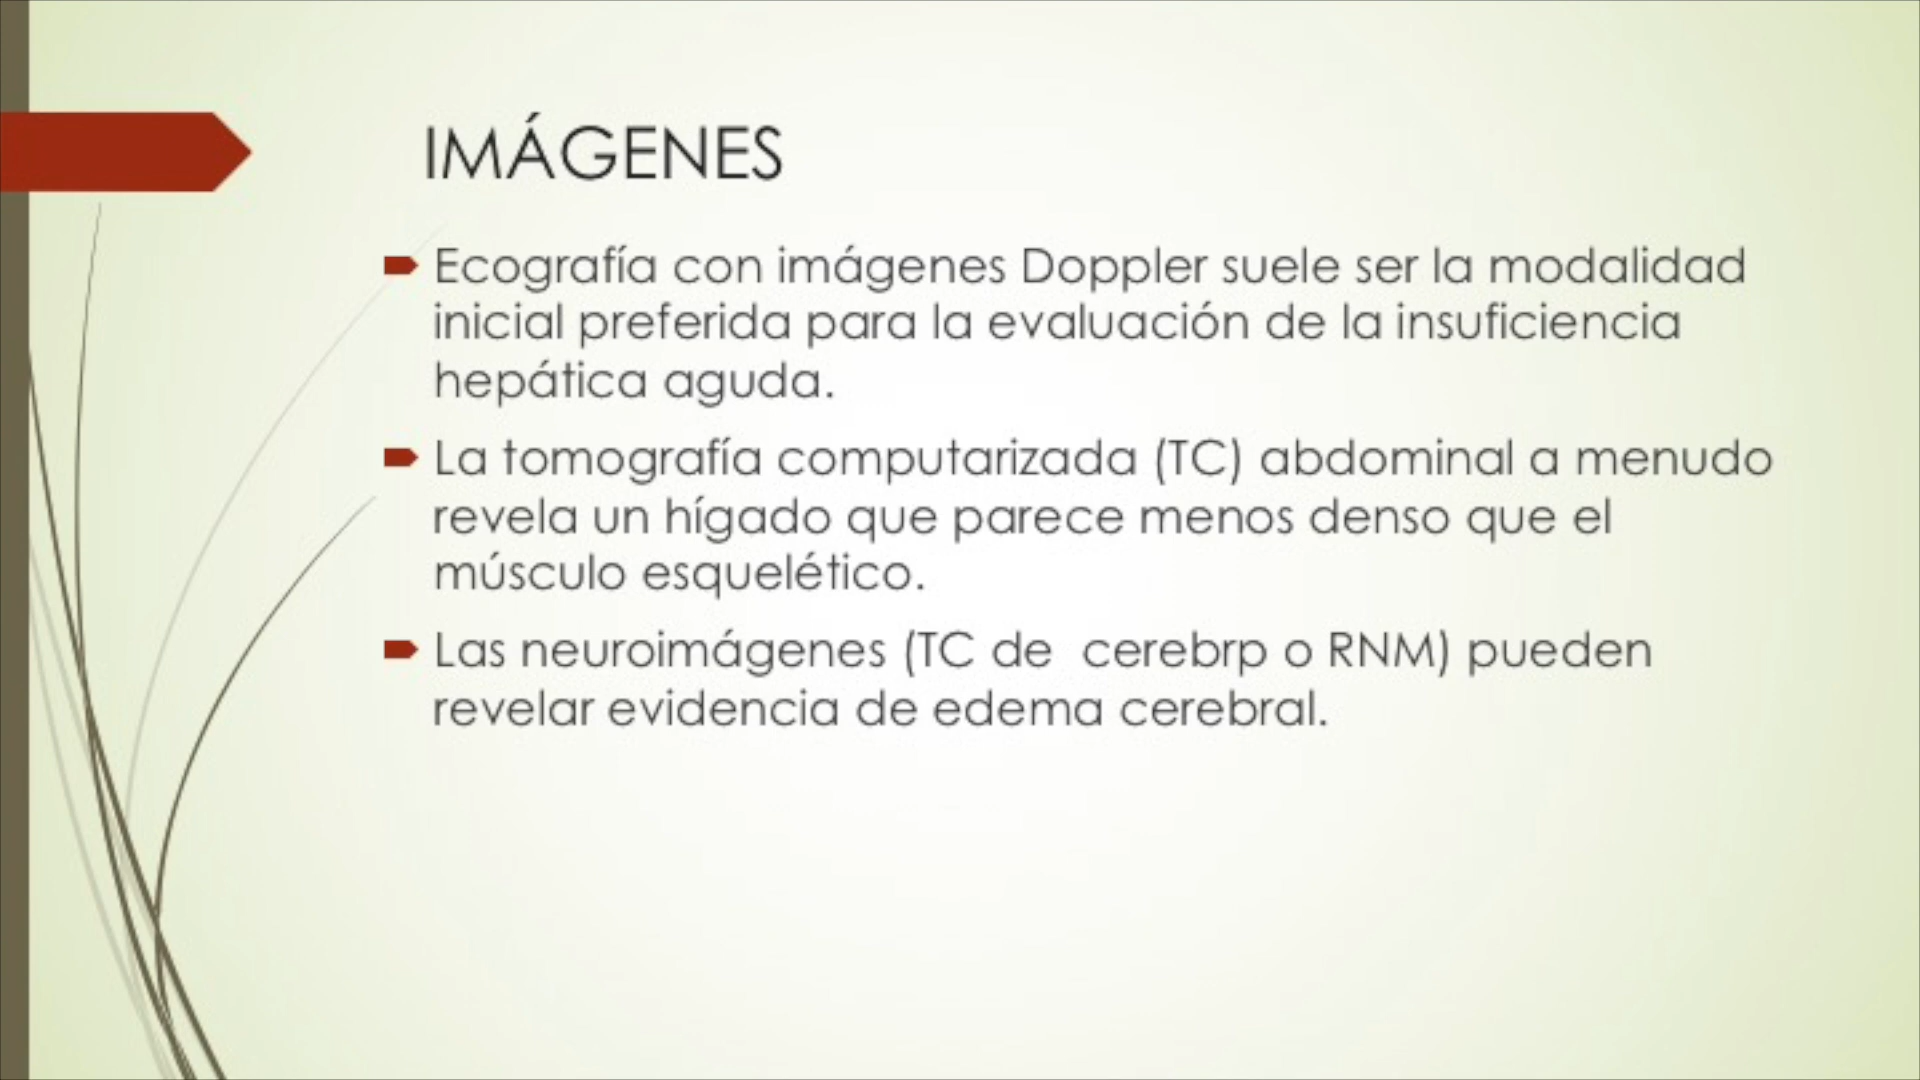 IMÁGENES
Ecografía con imágenes Doppler suele ser la modalidad
inicial preferida para la evaluación de la insuficiencia
hepática aguda.
La tomografía computarizada (TC) abdominal a menudo
revela un hígado que parece menos denso que el
músculo esquelético.
Las neuroimágenes (TC de  cerebrp o RNM) pueden
revelar evidencia de edema cerebral.